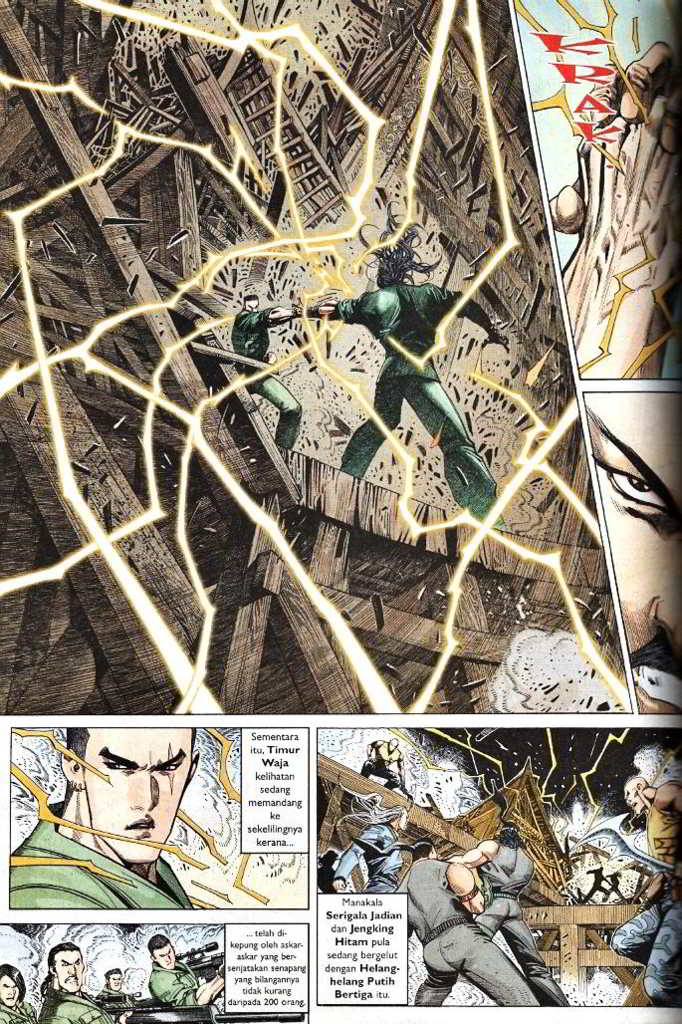 KRAK
Sementara
itu, Timur
Waja
kelihatan
sedang
memandang
ke
sekelilingnya
kerana...
Manakala
Serigala Jadian
dan Jengking
Hitam pula
sedang bergelut
dengan Helang-
helang Putih
Bertiga itu.
... telah di-
kepung oleh askar-
askar yang ber-
senjatakan senapang
yang bilangannya
tidak kurang
daripada 200 orang.